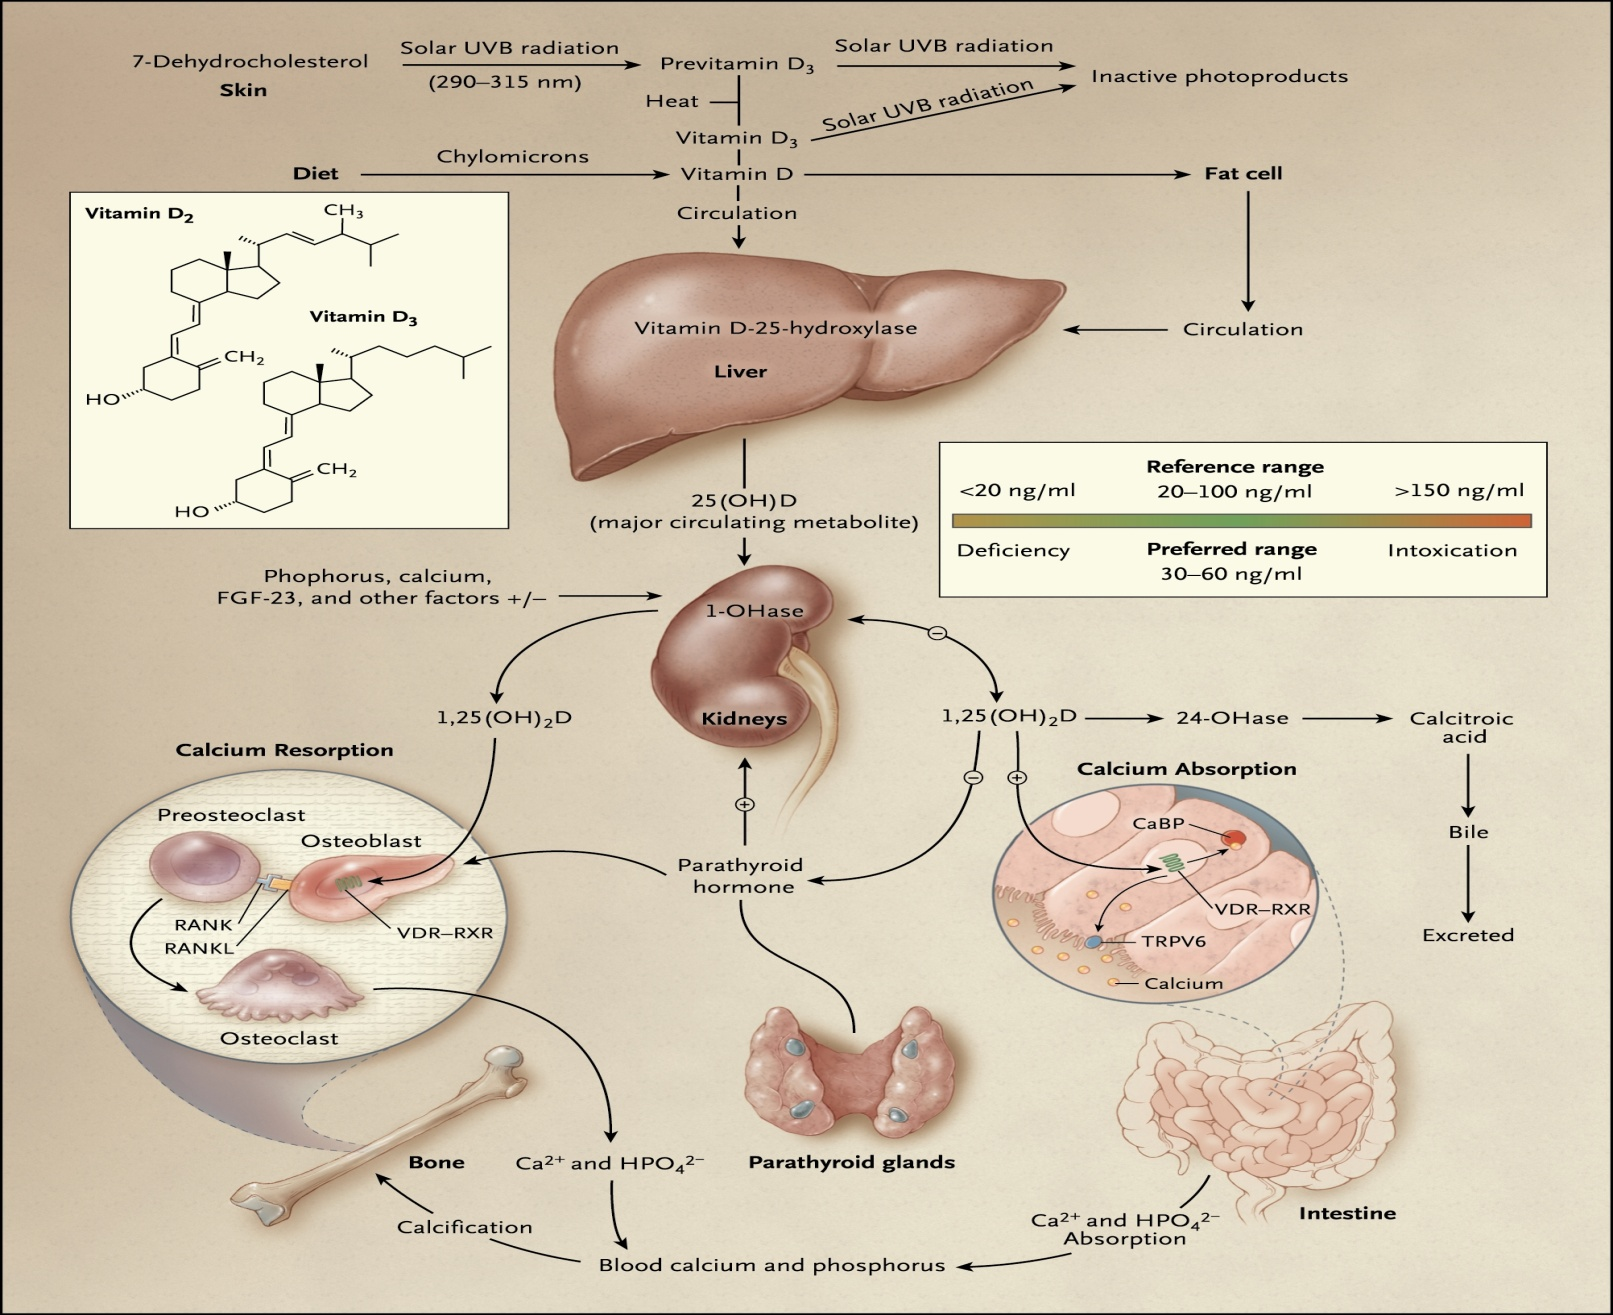 7-Dehydrocholesterol
Skin
Solar UVB radiation
(290–315 nm)
Previtamin D₃
Solar UVB radiation
Inactive photoproducts
Heat
Solar UVB radiation
Vitamin D₃
Diet
Chylomicrons
Vitamin D
Fat cell
Circulation
Vitamin D₂
CH₃
CH₂
HO
Vitamin D₃
CH₂
HO
Vitamin D-25-hydroxylase
Liver
Circulation
25(OH)D
(major circulating metabolite)
Reference range
<20 ng/ml
20–100 ng/ml
>150 ng/ml
Deficiency
Preferred range
30–60 ng/ml
Intoxication
Phophorus, calcium,
FGF-23, and other factors +/–
1-OHase
Kidneys
–
1,25(OH)₂D
1,25(OH)₂D
24-OHase
Calcitroic
acid
Bile
Excreted
–
+
+
Calcium Resorption
Preosteoclast
Osteoblast
RANK
RANKL
VDR–RXR
Osteoclast
Parathyroid
hormone
Calcium Absorption
CaBP
VDR–RXR
TRPV6
Calcium
Bone
Ca²⁺ and HPO₄²⁻
Parathyroid glands
Intestine
Calcification
Ca²⁺ and HPO₄²⁻
Absorption
Blood calcium and phosphorus